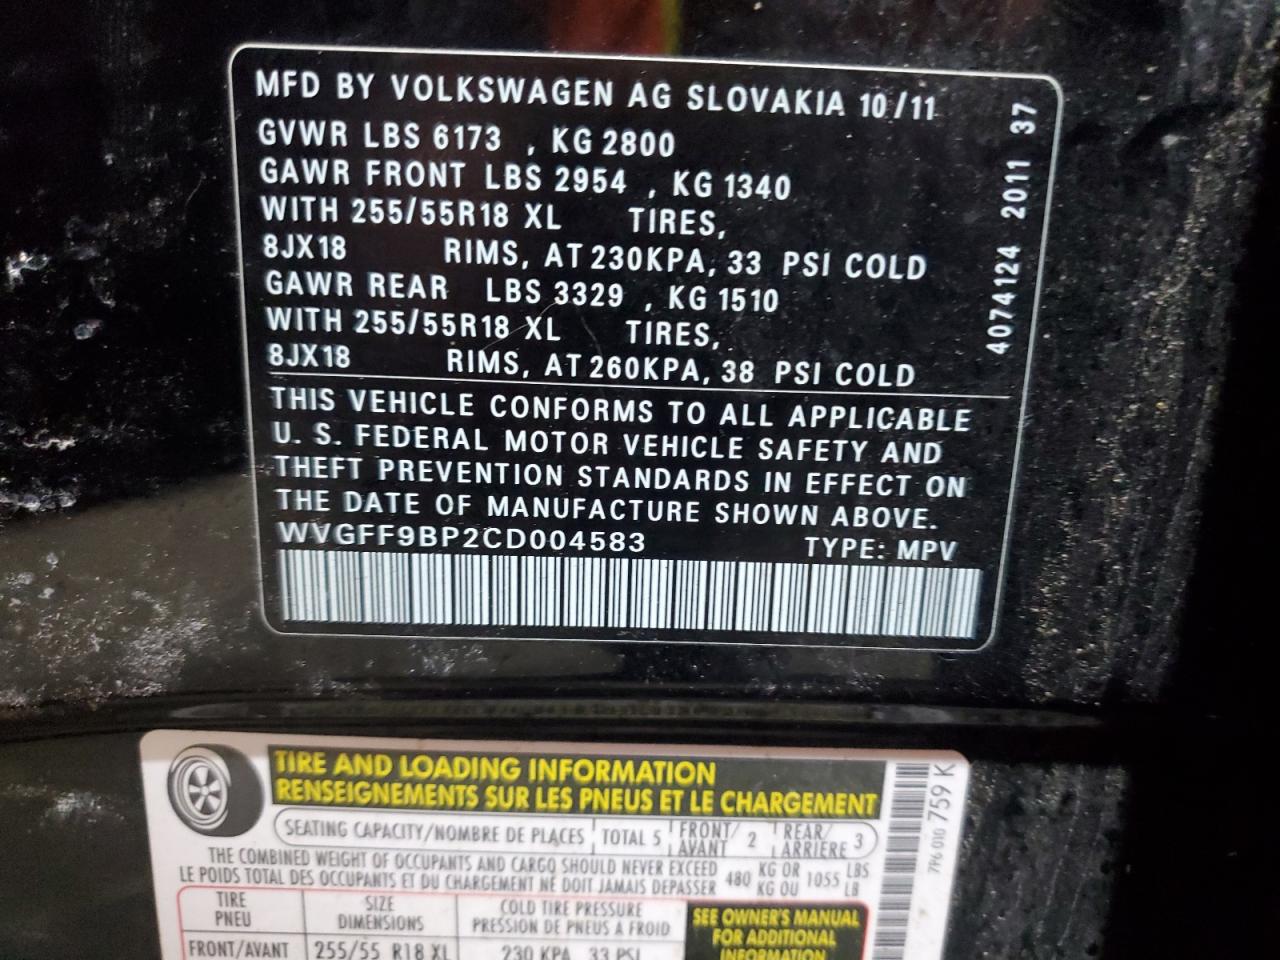 MFD BY VOLKSWAGEN AG SLOVAKIA 10/11
GVWR LBS 6173 , KG 2800
GAWR FRONT LBS 2954 , KG 1340
WITH 255/55R18 XL TIRES,
8JX18 RIMS, AT 230KPA, 33 PSI COLD
GAWR REAR LBS 3329 , KG 1510
WITH 255/55R18 XL TIRES,
8JX18 RIMS, AT 260KPA, 38 PSI COLD
4074124 2011 37
THIS VEHICLE CONFORMS TO ALL APPLICABLE
U. S. FEDERAL MOTOR VEHICLE SAFETY AND
THEFT PREVENTION STANDARDS IN EFFECT ON
THE DATE OF MANUFACTURE SHOWN ABOVE.
WVGFF9BP2CD004583 TYPE: MPV
TIRE AND LOADING INFORMATION
RENSEIGNEMENTS SUR LES PNEUS ET LE CHARGEMENT
SEATING CAPACITY/NOMBRE DE PLACES TOTAL 5 FRONT/AVANT 2 REAR/ARRIÈRE 3
THE COMBINED WEIGHT OF OCCUPANTS AND CARGO SHOULD NEVER EXCEED 480 KG OR 1055 LBS
LE POIDS TOTAL DES OCCUPANTS ET DU CHARGEMENT NE DOIT JAMAIS DEPASSER KG OU LB
796 010 759 K
TIRE SIZE COLD TIRE PRESSURE
PNEU DIMENSIONS PRESSION DE PNEUS A FROID
FRONT/AVANT 255/55 R18 XL 230 KPA, 33 PSI
SEE OWNER'S MANUAL
FOR ADDITIONAL
INFORMATION